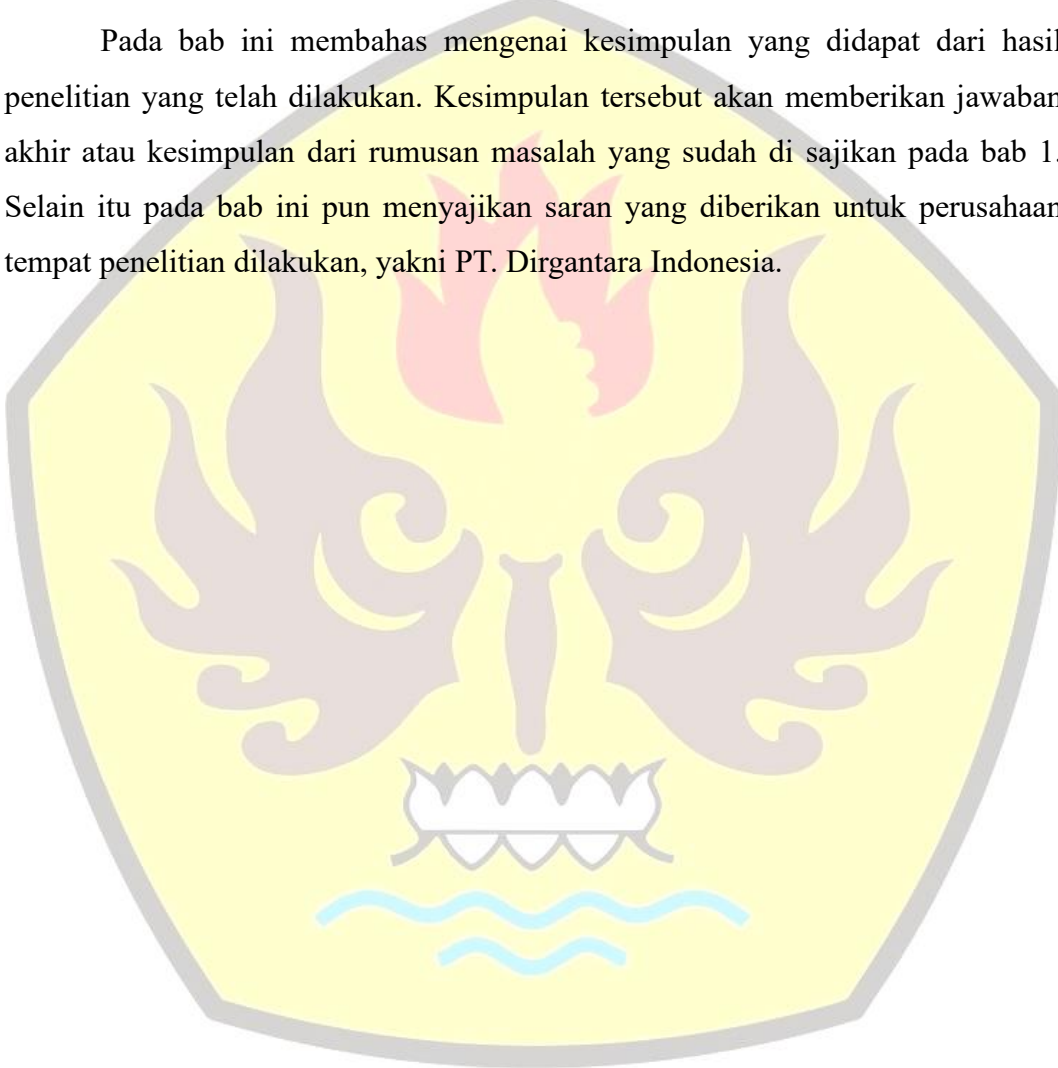 Pada bab ini membahas mengenai kesimpulan yang didapat dari hasil
penelitian yang telah dilakukan. Kesimpulan tersebut akan memberikan jawaban
akhir atau kesimpulan dari rumusan masalah yang sudah di sajikan pada bab 1.
Selain itu pada bab ini pun menyajikan saran yang diberikan untuk perusahaan
tempat penelitian dilakukan, yakni PT. Dirgantara Indonesia.